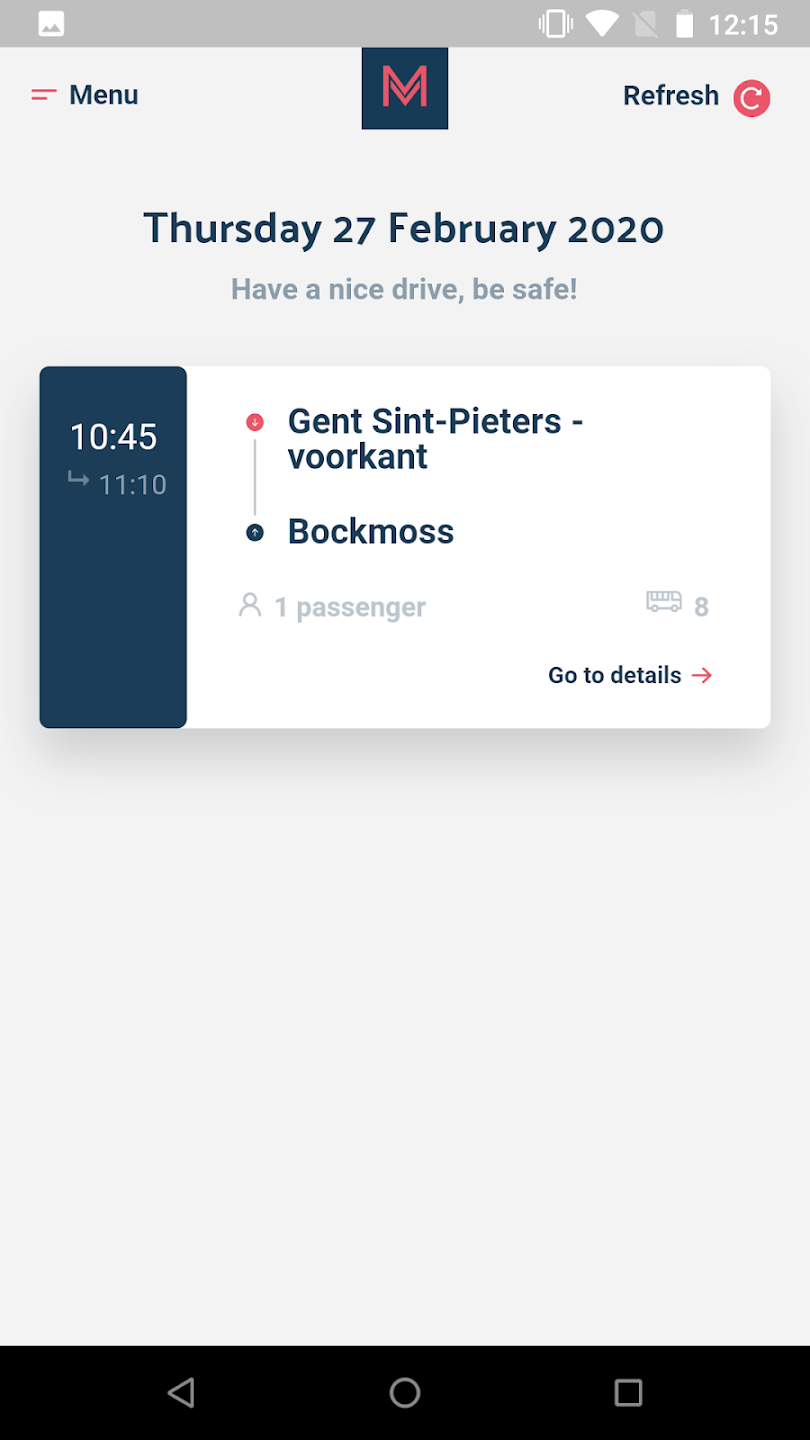 12:15
Menu
M
Refresh
Thursday 27 February 2020
Have a nice drive, be safe!
10:45
11:10
Gent Sint-Pieters -
voorkant
Bockmoss
1 passenger
8
Go to details